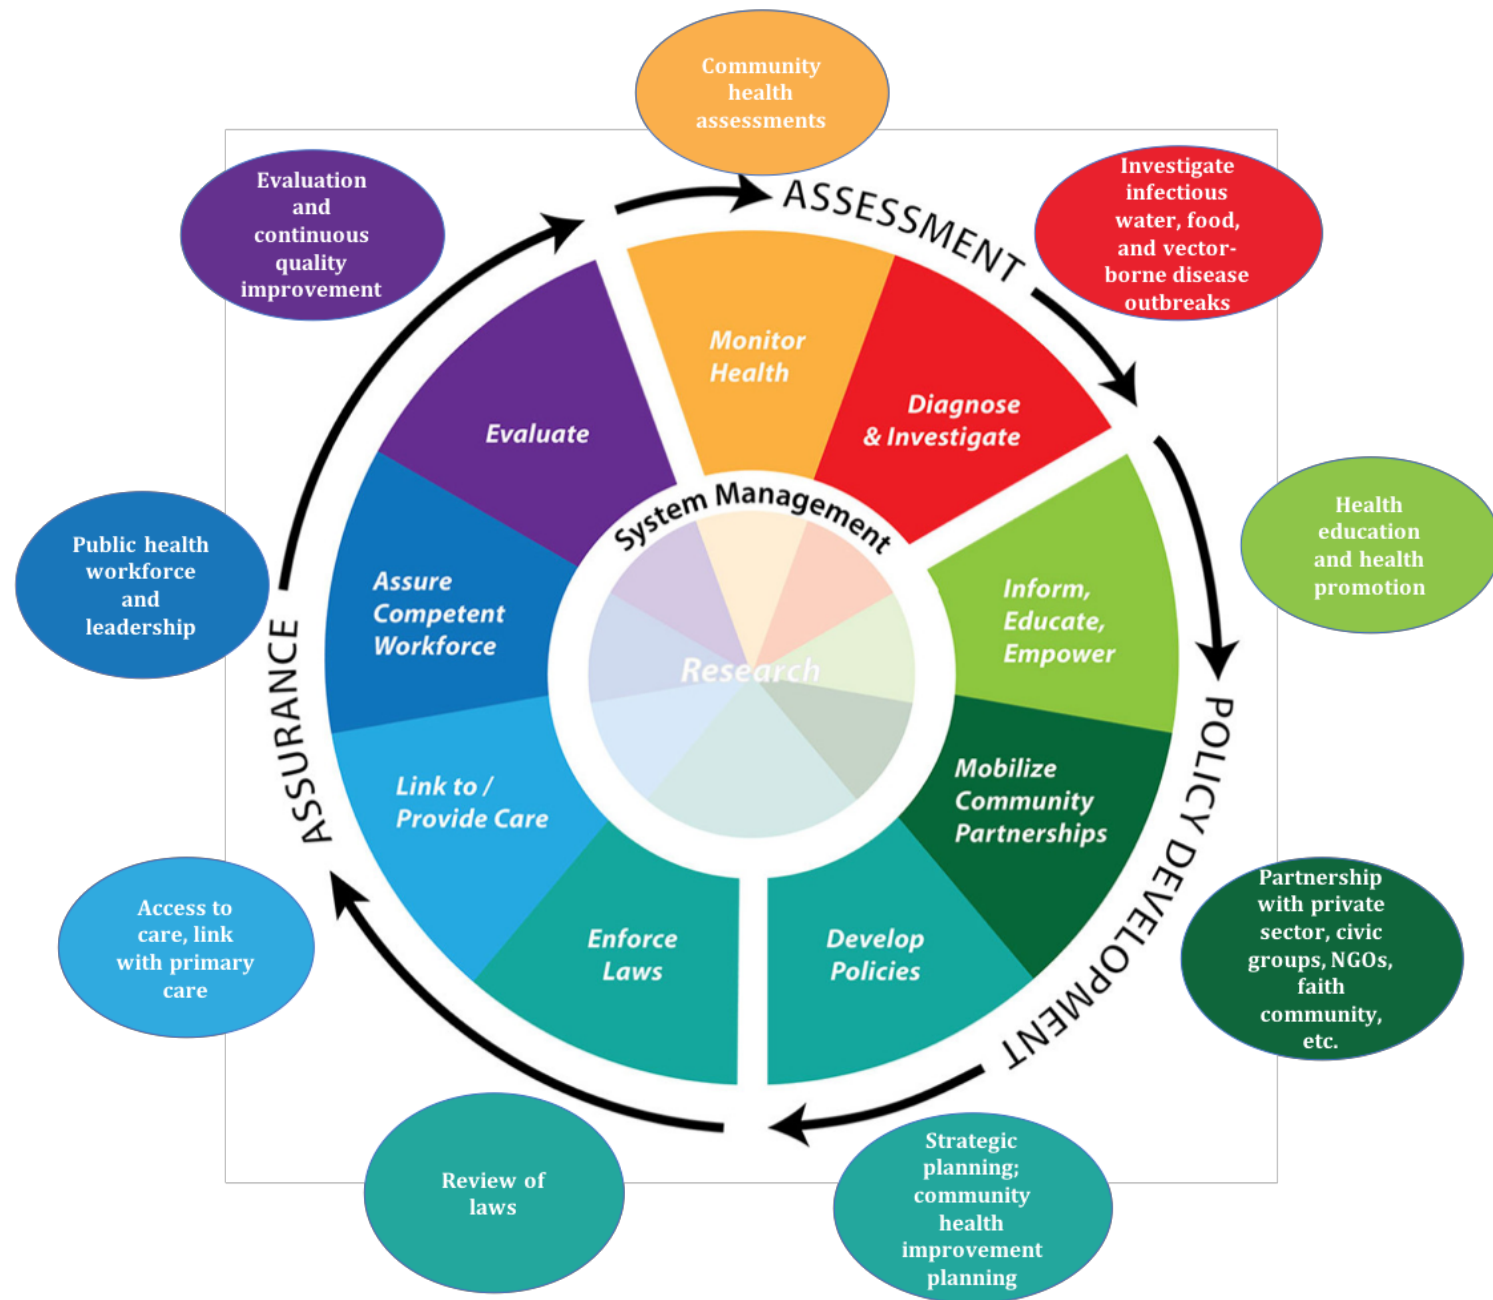 Community
health
assessments
Evaluation
and
continuous
quality
improvement
Investigate
infectious
water, food,
and vector-
borne disease
outbreaks
ASSESSMENT
Monitor
Health
Diagnose
& Investigate
Evaluate
System Management
Health
education
and health
promotion
Public health
workforce
and
leadership
Assure
Competent
Workforce
Inform,
Educate,
Empower
Research
ASSURANCE
POLICY DEVELOPMENT
Link to /
Provide Care
Mobilize
Community
Partnerships
Access to
care, link
with primary
care
Partnership
with private
sector, civic
groups, NGOs,
faith
community,
etc.
Enforce
Laws
Develop
Policies
Review of
laws
Strategic
planning;
community
health
improvement
planning